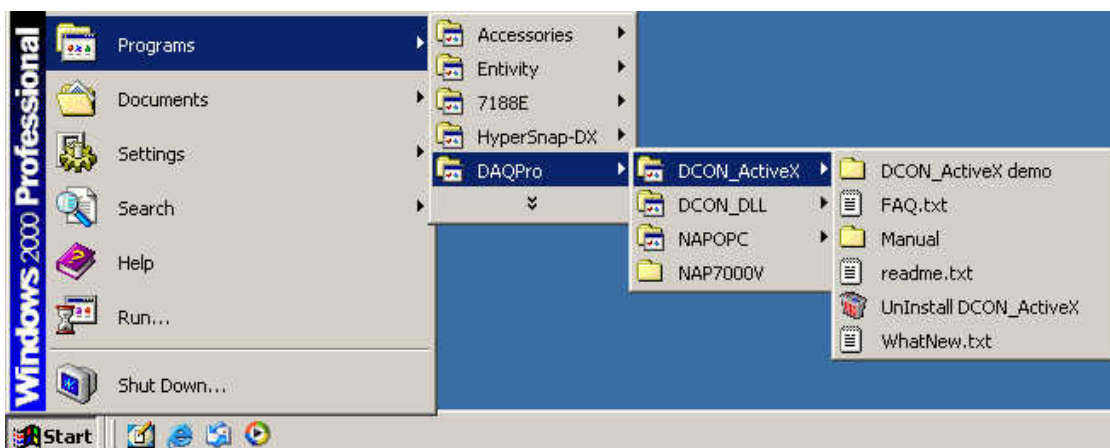 Windows 2000 Professional
Programs
Documents
Settings
Search
Help
Run...
Shut Down...
Accessories
Entivity
7188E
HyperSnap-DX
DAQPro
DCON_ActiveX
DCON_DLL
NAPOPC
NAP7000V
DCON_ActiveX demo
FAQ.txt
Manual
readme.txt
UnInstall DCON_ActiveX
WhatNew.txt
Start